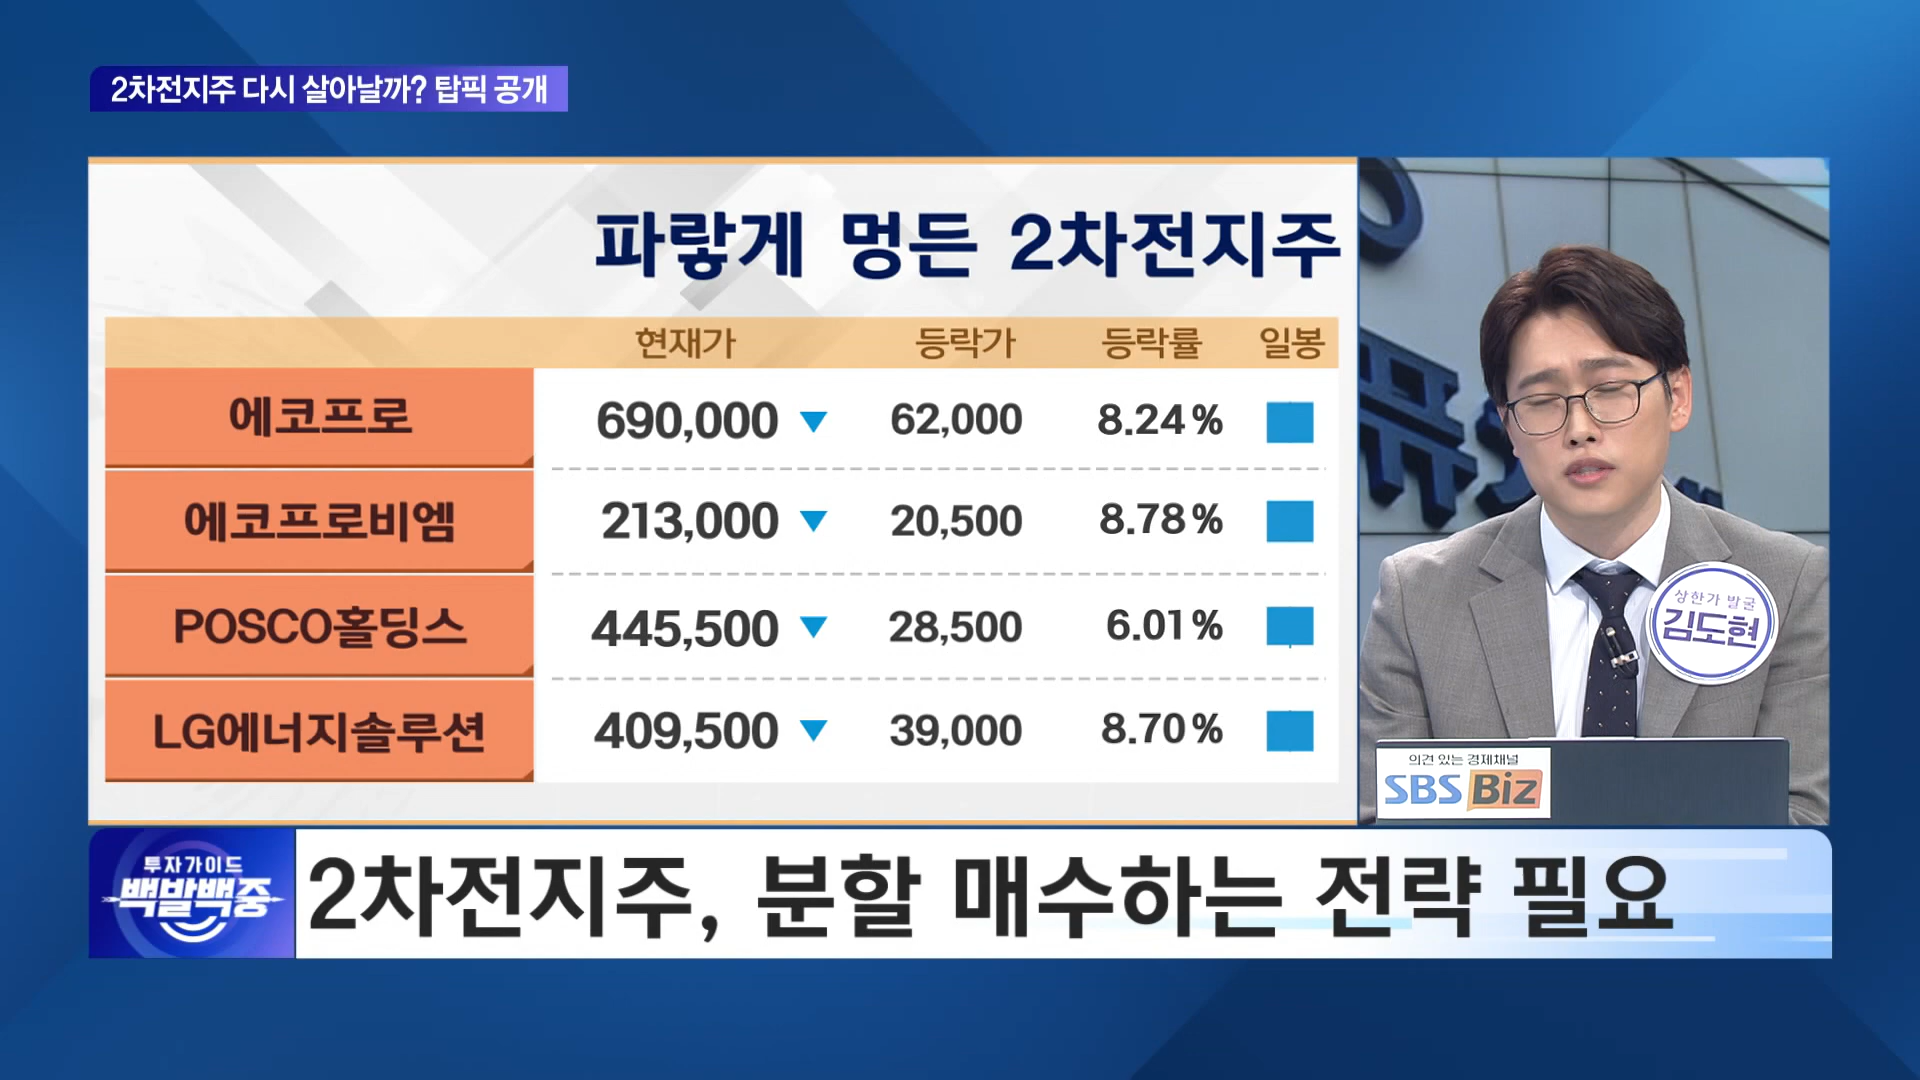 2차전지주 다시 살아날까? 탑픽 공개
파랗게 멍든 2차전지주
현재가 등락가 등락률 일봉
에코프로 690,000 ▼ 62,000 8.24%
에코프로비엠 213,000 ▼ 20,500 8.78%
POSCO홀딩스 445,500 ▼ 28,500 6.01%
LG에너지솔루션 409,500 ▼ 39,000 8.70%
상한가 발굴
김도현
의견 있는 경제채널
SBS Biz
투자가이드
백발백중
2차전지주, 분할 매수하는 전략 필요